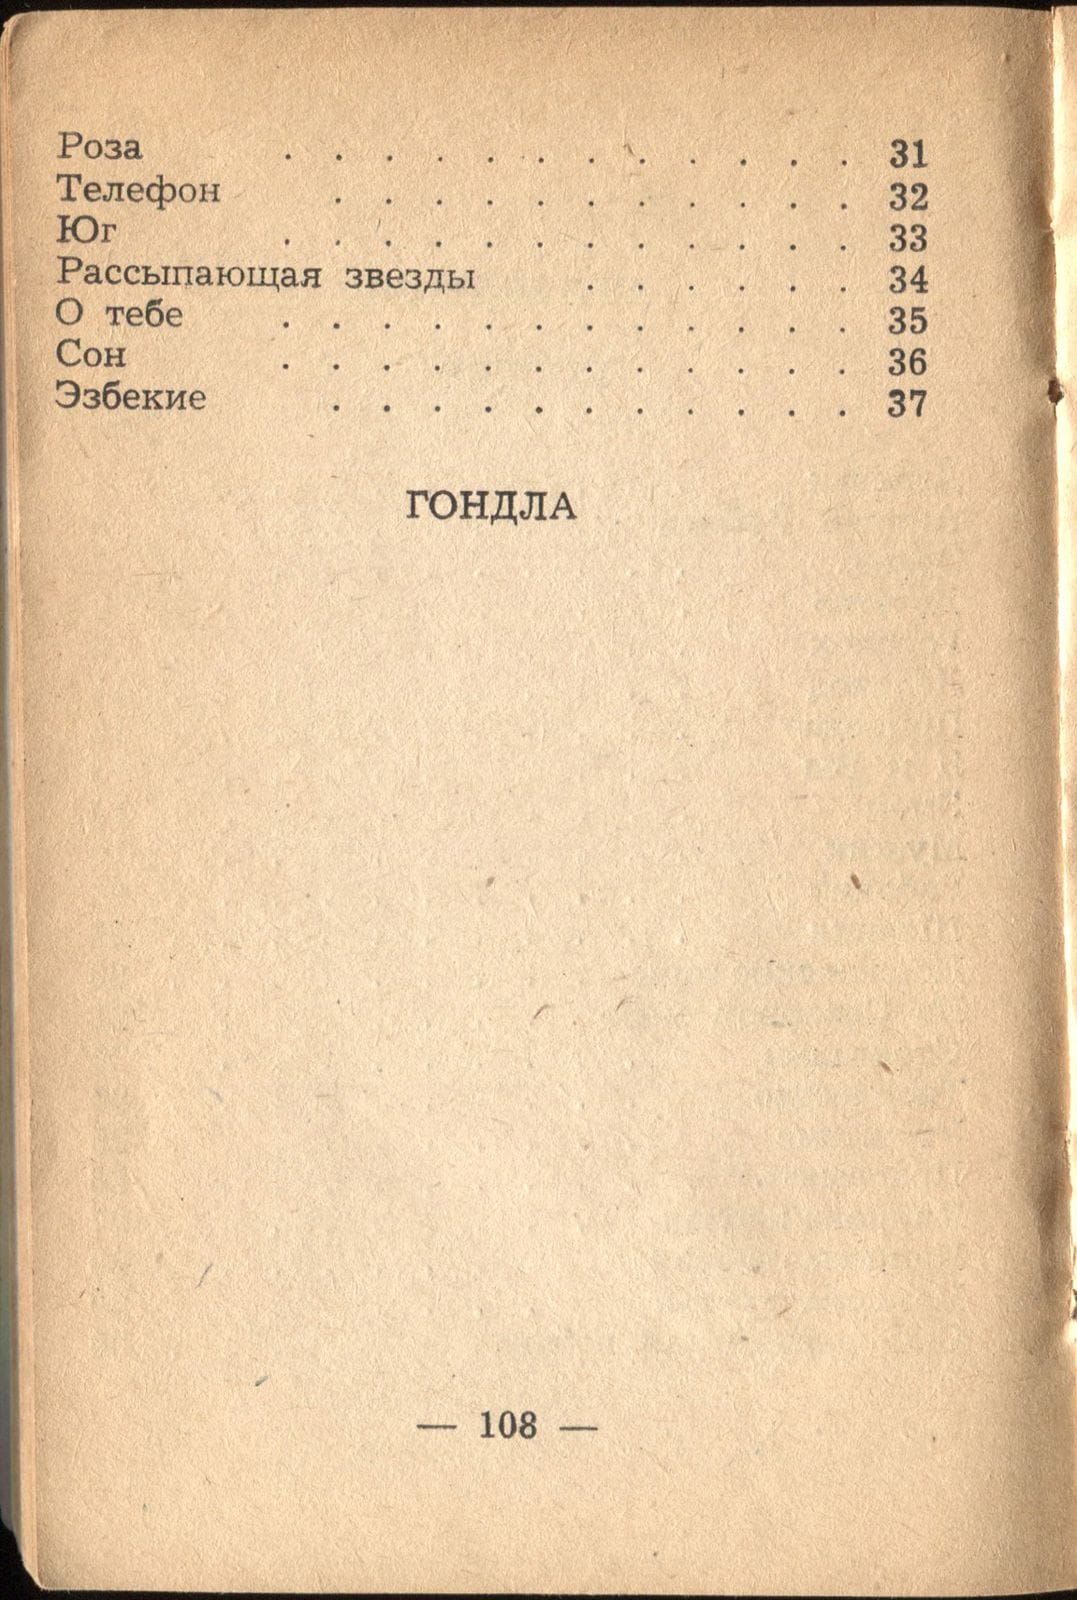 Роза . . . . . . . . . . . . 31
Телефон . . . . . . . . . . . 32
Юг . . . . . . . . . . . . 33
Рассыпающая звезды . . . . . . 34
О тебе . . . . . . . . . . . . 35
Сон . . . . . . . . . . . . 36
Эзбекие . . . . . . . . . . . 37
ГОНДЛА
— 108 —